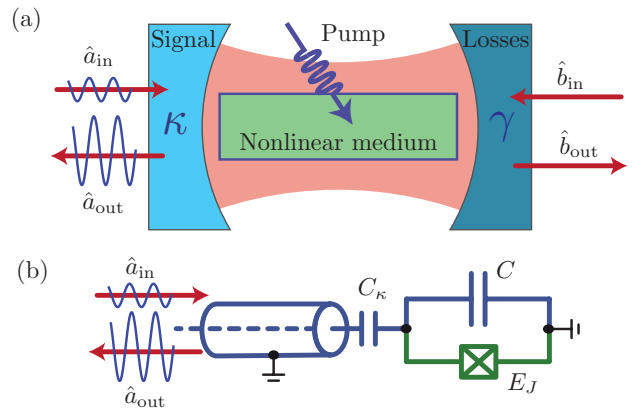 (a)
Signal
Pump
Losses
â_in
b̂_in
κ
γ
Nonlinear medium
â_out
b̂_out
(b)
â_in
C_κ
C
â_out
E_J